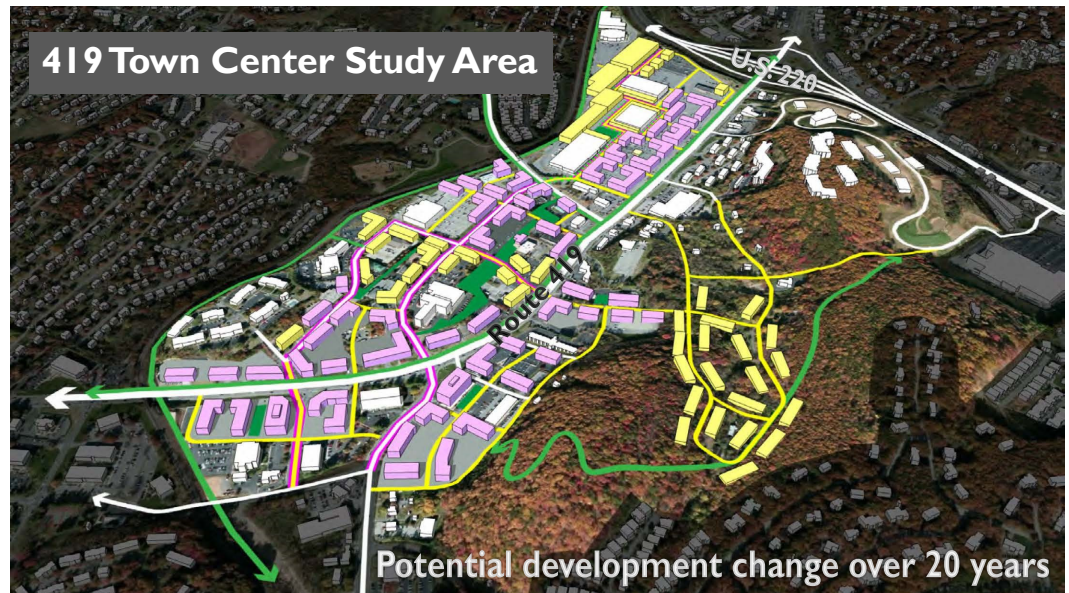 419 Town Center Study Area
U.S. 220
Route 419
Potential development change over 20 years